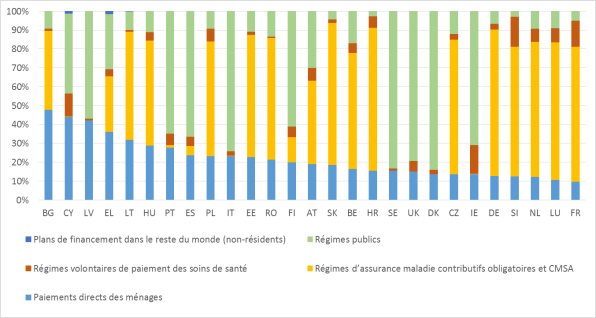 100%
90%
80%
70%
60%
50%
40%
30%
20%
10%
0%
BG CY LV EL LT HU PT ES PL IT EE RO FI AT SK BE HR SE UK DK CZ IE DE SI NL LU FR
Plans de financement dans le reste du monde (non-résidents) Régimes publics
Régimes volontaires de paiement des soins de santé Régimes d'assurance maladie contributifs obligatoires et CMSA
Paiements directs des ménages